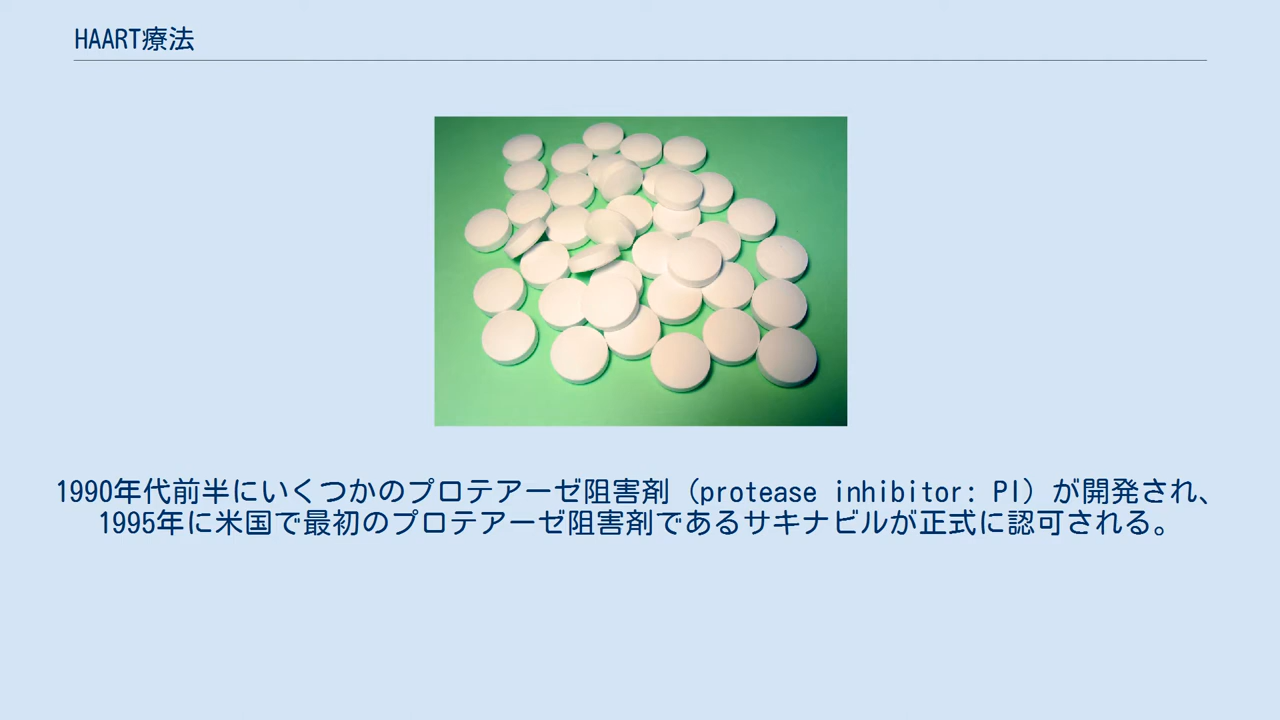 HAART療法
1990年代前半にいくつかのプロテアーゼ阻害剤（protease inhibitor: PI）が開発され、
1995年に米国で最初のプロテアーゼ阻害剤であるサキナビルが正式に認可される。